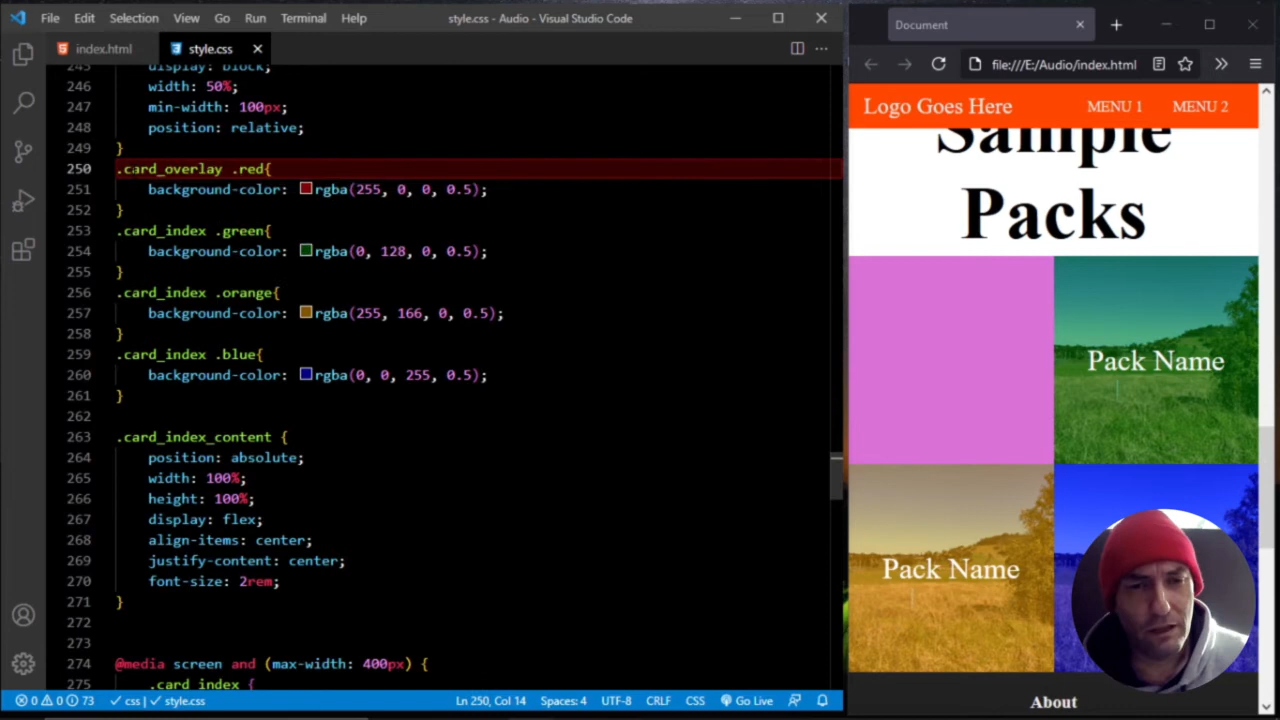 File Edit Selection View Go Run Terminal Help style.css - Audio - Visual Studio Code
index.html style.css
245 display: block;
246 width: 50%;
247 min-width: 100px;
248 position: relative;
249 }
250 .card_overlay .red{
251 background-color: rgba(255, 0, 0, 0.5);
252 }
253 .card_index .green{
254 background-color: rgba(0, 128, 0, 0.5);
255 }
256 .card_index .orange{
257 background-color: rgba(255, 166, 0, 0.5);
258 }
259 .card_index .blue{
260 background-color: rgba(0, 0, 255, 0.5);
261 }
262
263 .card_index_content {
264 position: absolute;
265 width: 100%;
266 height: 100%;
267 display: flex;
268 align-items: center;
269 justify-content: center;
270 font-size: 2rem;
271 }
272
273
274 @media screen and (max-width: 400px) {
275 .card_index {
0 0 73 css | style.css Ln 250, Col 14 Spaces: 4 UTF-8 CRLF CSS Go Live
Document
file:///E:/Audio/index.html
Logo Goes Here MENU 1 MENU 2
Sample
Packs
Pack Name
Pack Name
About